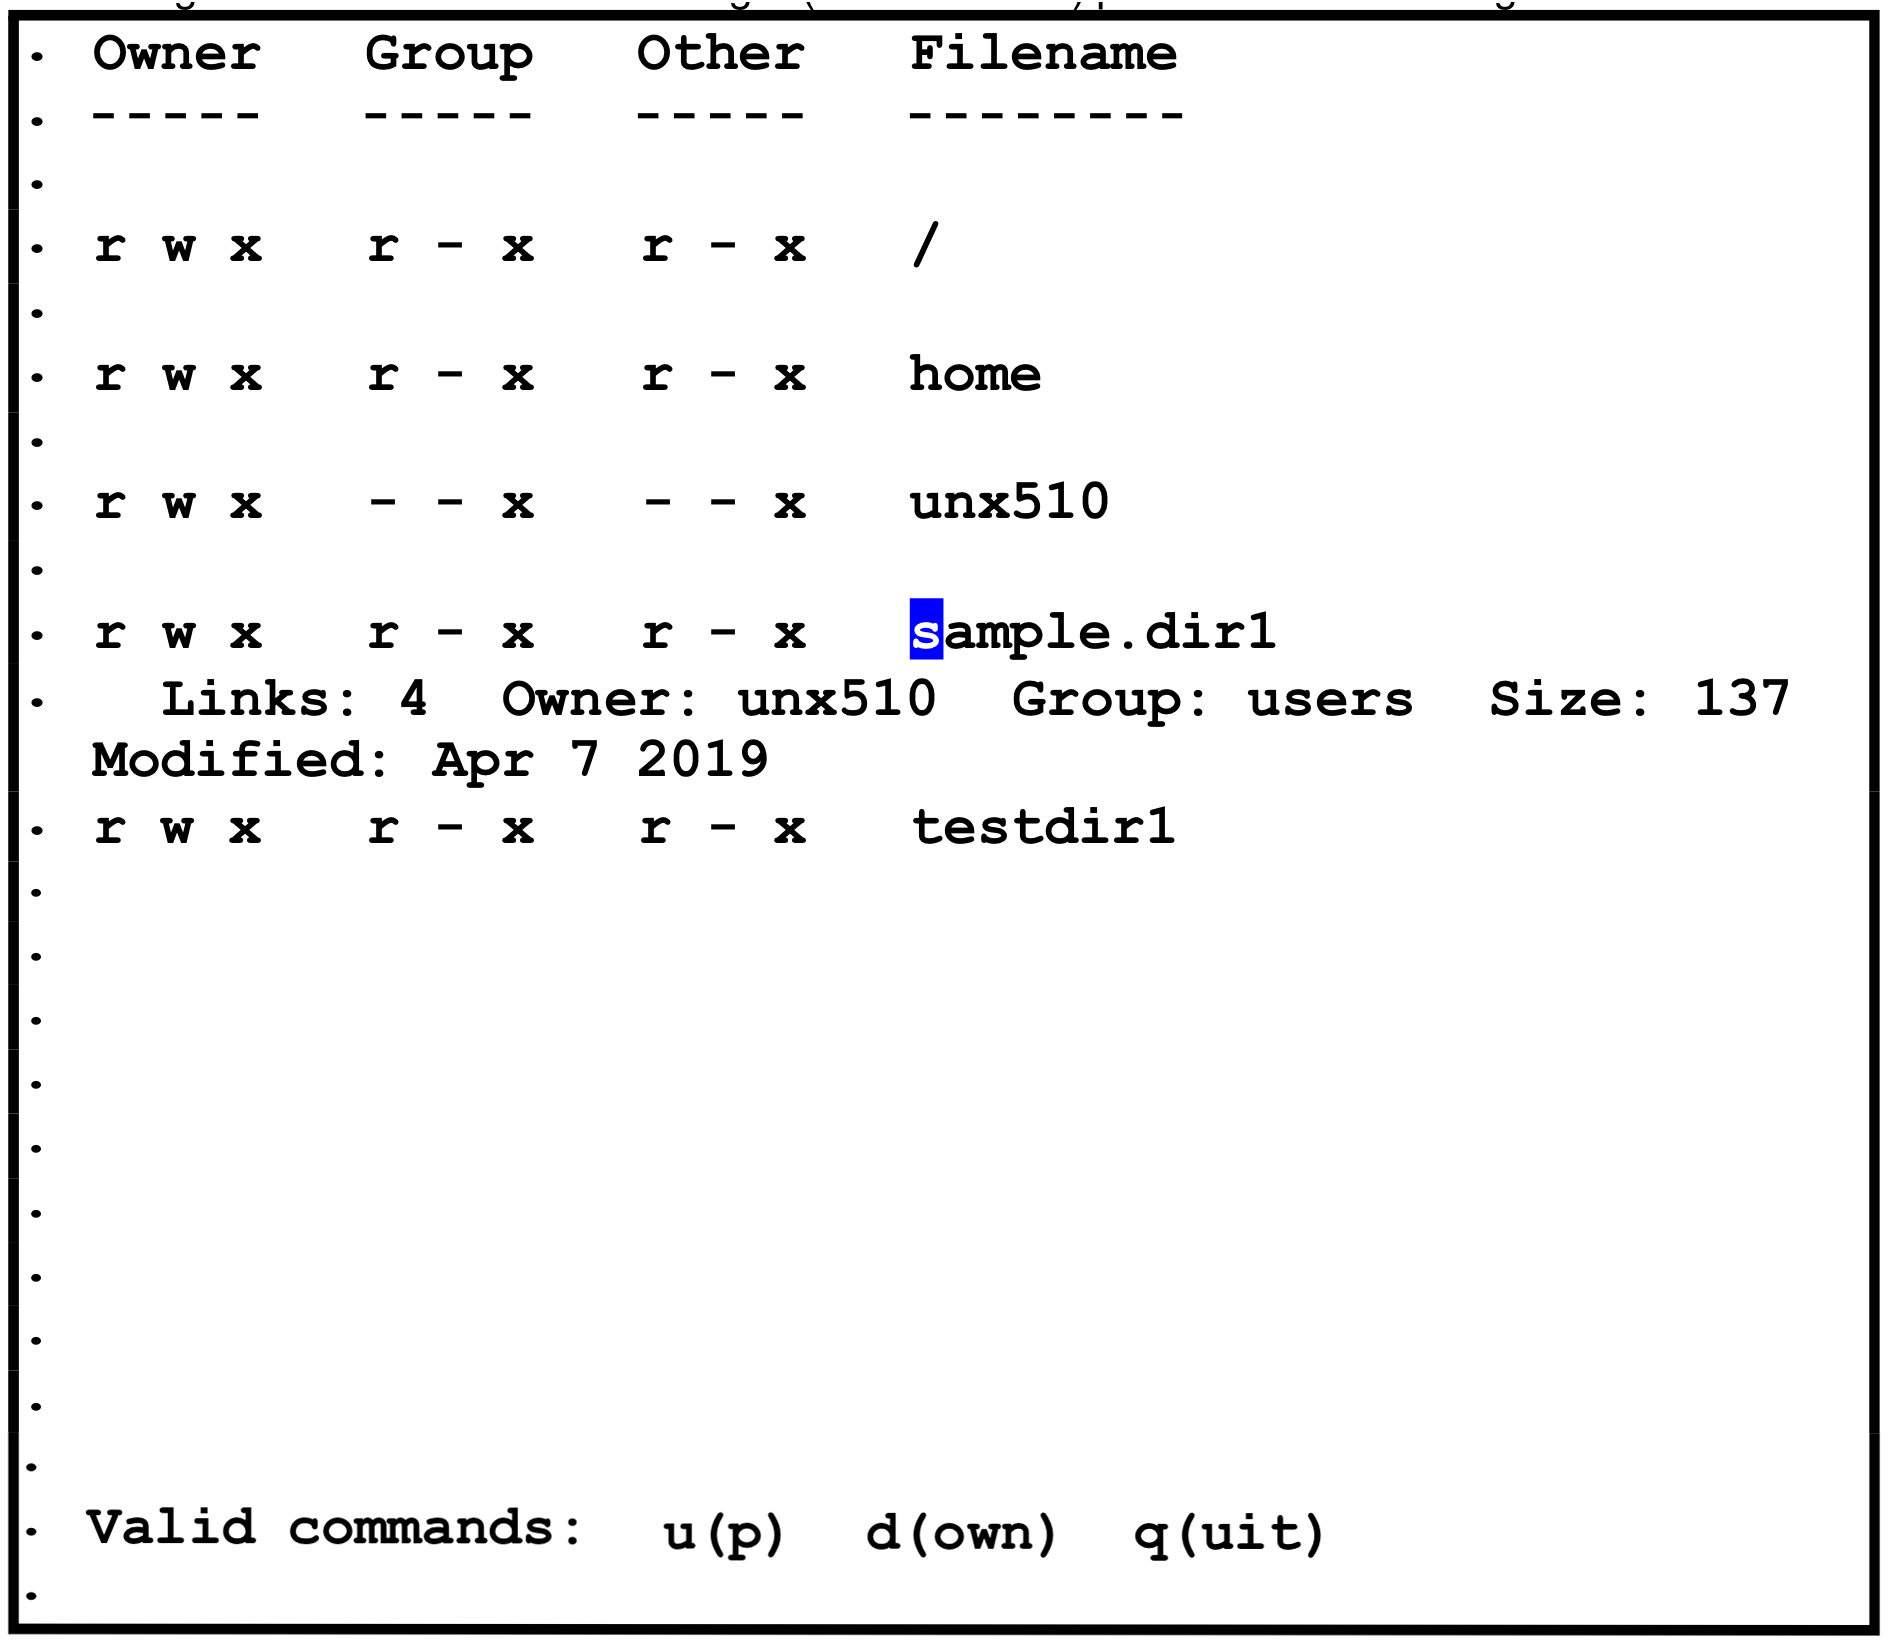 Owner Group Other Filename
----- ----- ----- --------
r w x r - x r - x /
r w x r - x r - x home
r w x - - x - - x unx510
r w x r - x r - x sample.dir1
Links: 4 Owner: unx510 Group: users Size: 137
Modified: Apr 7 2019
r w x r - x r - x testdir1
Valid commands: u(p) d(own) q(uit)